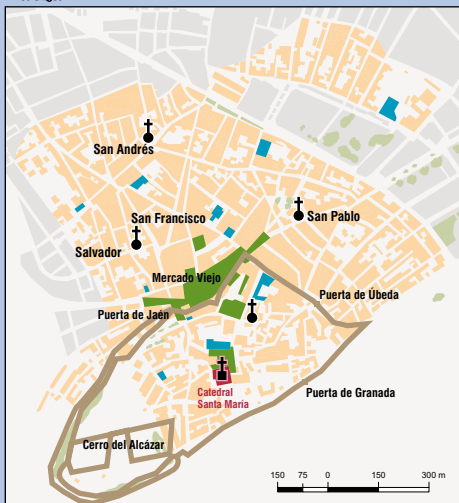 San Andrés
San Francisco
San Pablo
Salvador
Mercado Viejo
Puerta de Úbeda
Puerta de Jaén
Puerta de Granada
Catedral
Santa María
Cerro del Alcázar
150 75 0 150 300 m